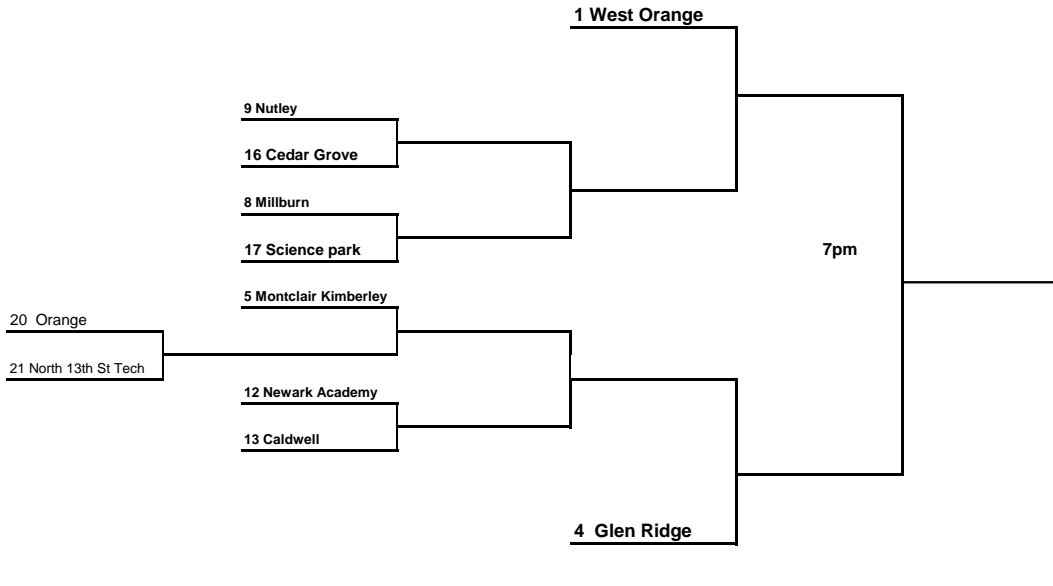 1 West Orange
9 Nutley
16 Cedar Grove
8 Millburn
17 Science park
7pm
5 Montclair Kimberley
20 Orange
21 North 13th St Tech
12 Newark Academy
13 Caldwell
4 Glen Ridge